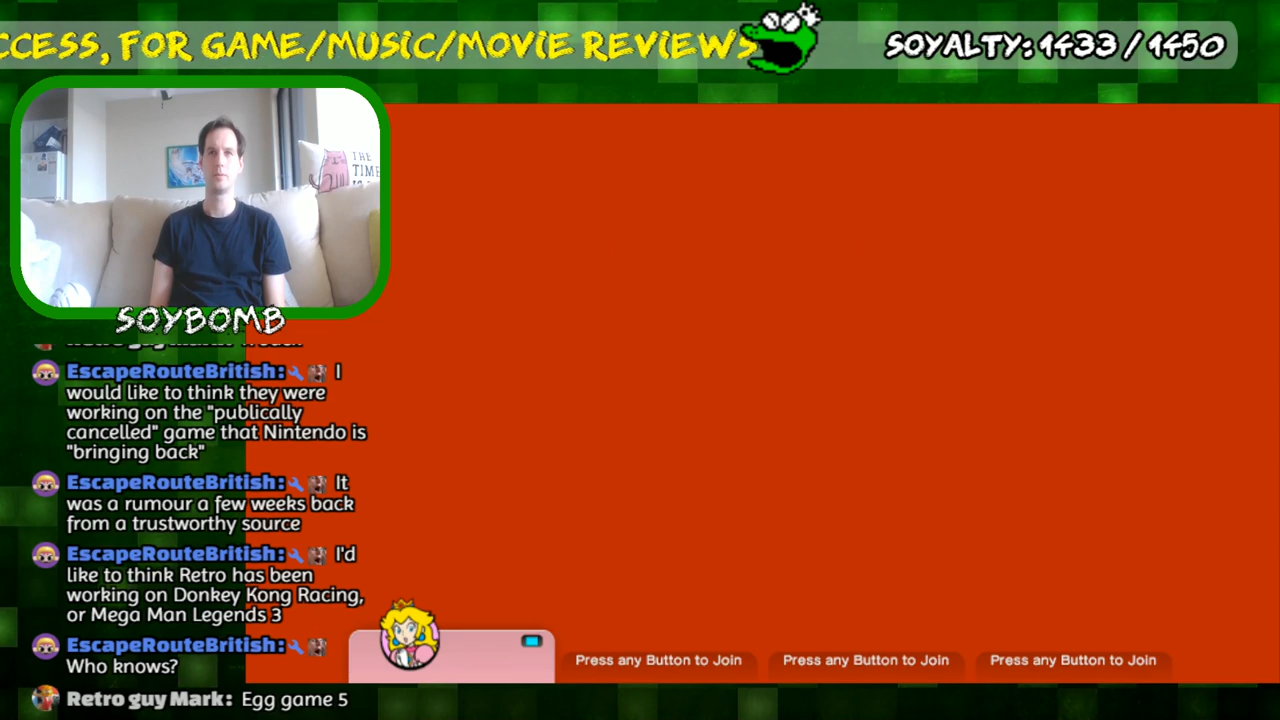 CCESS, FOR GAME/MUSIC/MOVIE REVIEWS
SOYALTY: 1433 / 1450
THE
TIME
SOYBOMB
EscapeRouteBritish: I
would like to think they were
working on the "publically
cancelled" game that Nintendo is
"bringing back"
EscapeRouteBritish: It
was a rumour a few weeks back
from a trustworthy source
EscapeRouteBritish: I'd
like to think Retro has been
working on Donkey Kong Racing,
or Mega Man Legends 3
EscapeRouteBritish:
Who knows?
Retro guy Mark: Egg game 5
Press any Button to Join
Press any Button to Join
Press any Button to Join